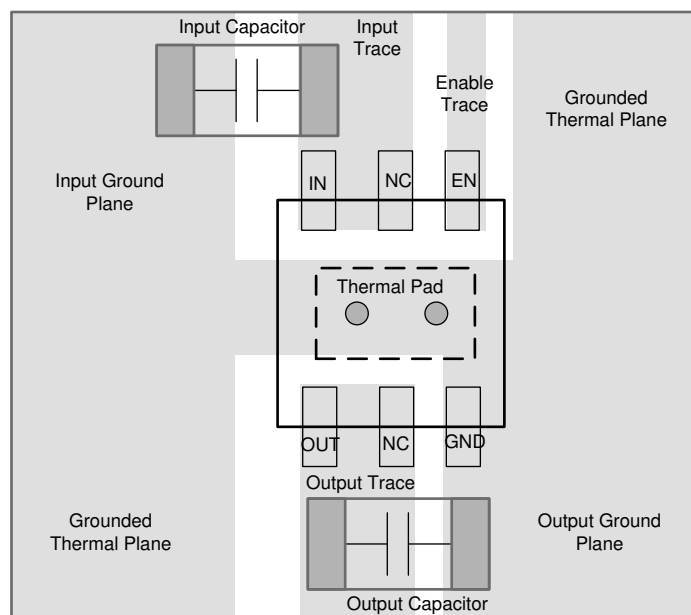 Input Capacitor
Input
Trace
Enable
Trace
Grounded
Thermal Plane
Input Ground
Plane
IN
NC
EN
Thermal Pad
OUT
NC
GND
Output Trace
Grounded
Thermal Plane
Output Ground
Plane
Output Capacitor